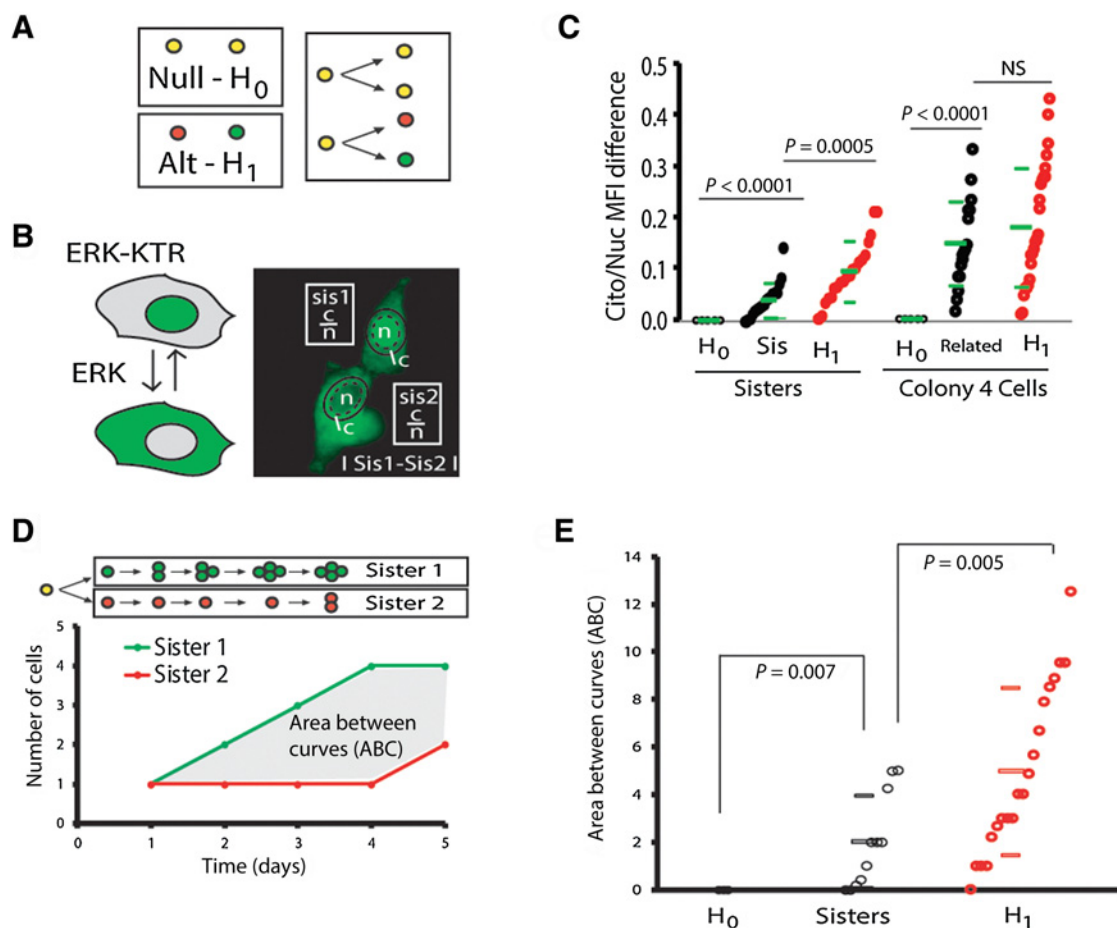 A
Null - H0
Alt - H1
B
ERK-KTR
ERK
sis1
c
n
n
c
n
c
sis2
c
n
I Sis1-Sis2 I
C
Cito/Nuc MFI difference
0.5
0.4
0.3
0.2
0.1
0.0
P < 0.0001
P = 0.0005
P < 0.0001
NS
H0
Sis
H1
H0
Related
H1
Sisters
Colony 4 Cells
D
Sister 1
Sister 2
Number of cells
5
4
3
2
1
0
Sister 1
Sister 2
Area between
curves (ABC)
0
1
2
3
4
5
Time (days)
E
Area between curves (ABC)
14
12
10
8
6
4
2
0
P = 0.007
P = 0.005
H0
Sisters
H1